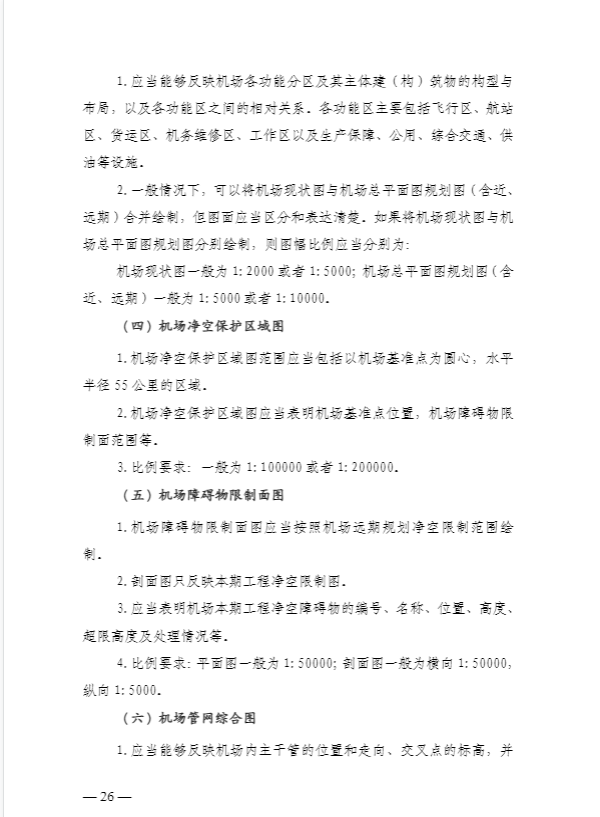 1. 应当能够反映机场各功能分区及其主体建（构）筑物的构型与
布局，以及各功能区之间的相对关系。各功能区主要包括飞行区、航站
区、货运区、机务维修区、工作区以及生产保障、公用、综合交通、供
油等设施。
2. 一般情况下，可以将机场现状图与机场总平面图规划图（含近、
远期）合并绘制，但图面应当区分和表达清楚。如果将机场现状图与机
场总平面图规划图分别绘制，则图幅比例应当分别为：
机场现状图一般为 1: 2000 或者 1: 5000; 机场总平面图规划图（含
近、远期）一般为 1: 5000 或者 1: 10000。
（四）机场净空保护区域图
1. 机场净空保护区域图范围应当包括以机场基准点为圆心，水平
半径 55 公里的区域。
2. 机场净空保护区域图应当表明机场基准点位置，机场障碍物限
制面范围等。
3. 比例要求：一般为 1: 100000 或者 1: 200000。
（五）机场障碍物限制面图
1. 机场障碍物限制面图应当按照机场远期规划净空限制范围绘
制。
2. 剖面图只反映本期工程净空限制图。
3. 应当表明机场本期工程净空障碍物的编号、名称、位置、高度、
超限高度及处理情况等。
4. 比例要求: 平面图一般为 1: 50000; 剖面图一般为横向 1: 50000,
纵向 1: 5000。
（六）机场管网综合图
1. 应当能够反映机场内主干管的位置和走向、交叉点的标高，并
— 26 —